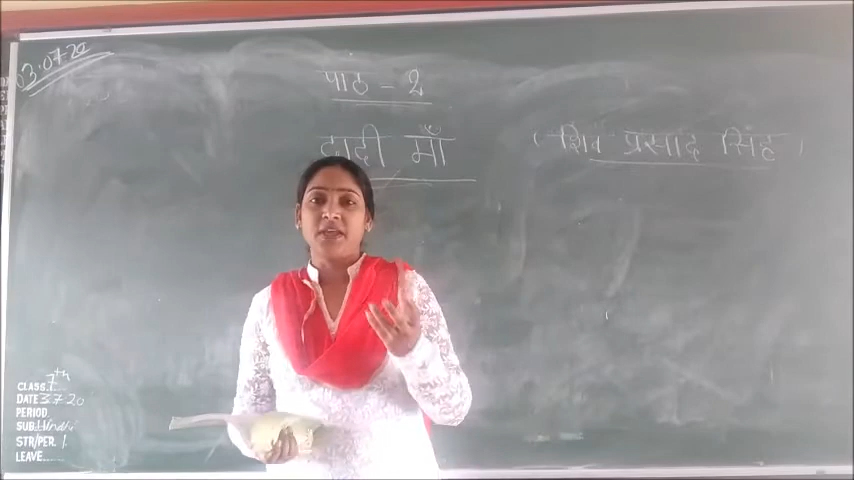 03.07.20
पाठ - 2
दादी माँ
( शिव प्रसाद सिंह )
CLASS. 7th
DATE 3.7.20
PERIOD
SUB. Hindi
STR/PER. 1.
LEAVE......